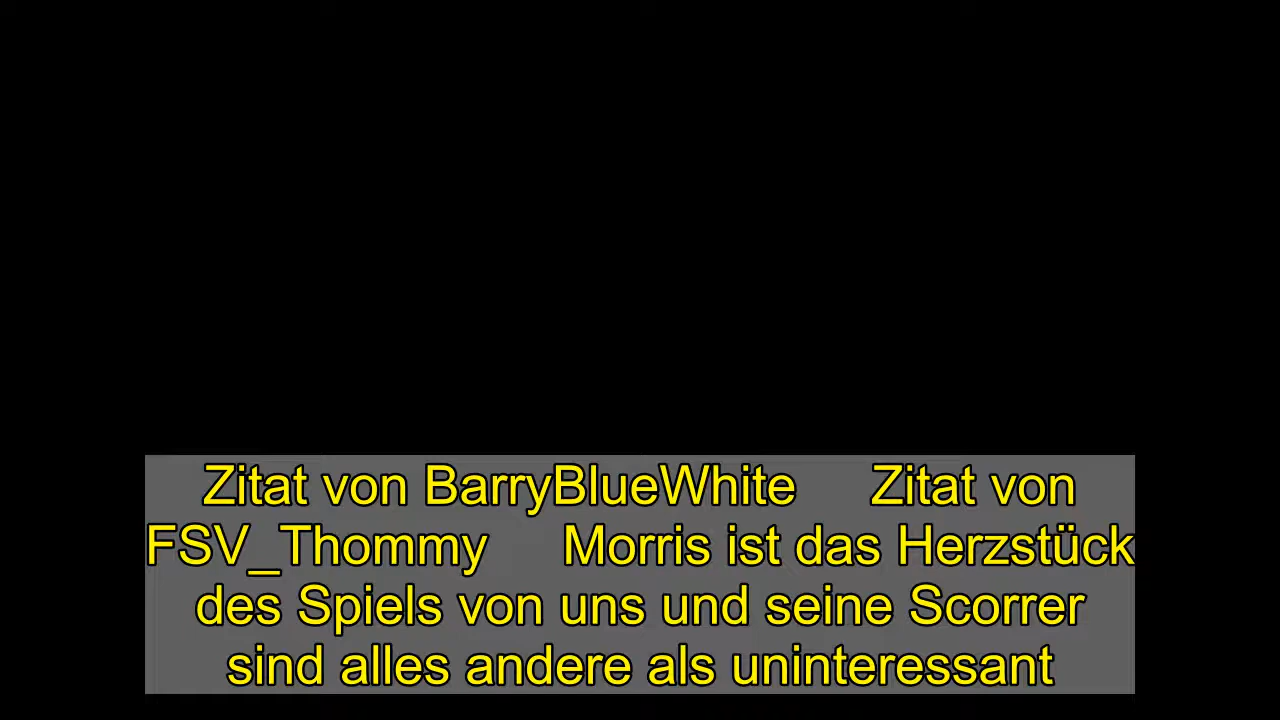 Zitat von BarryBlueWhite     Zitat von
FSV_Thommy     Morris ist das Herzstück
des Spiels von uns und seine Scorrer
sind alles andere als uninteressant